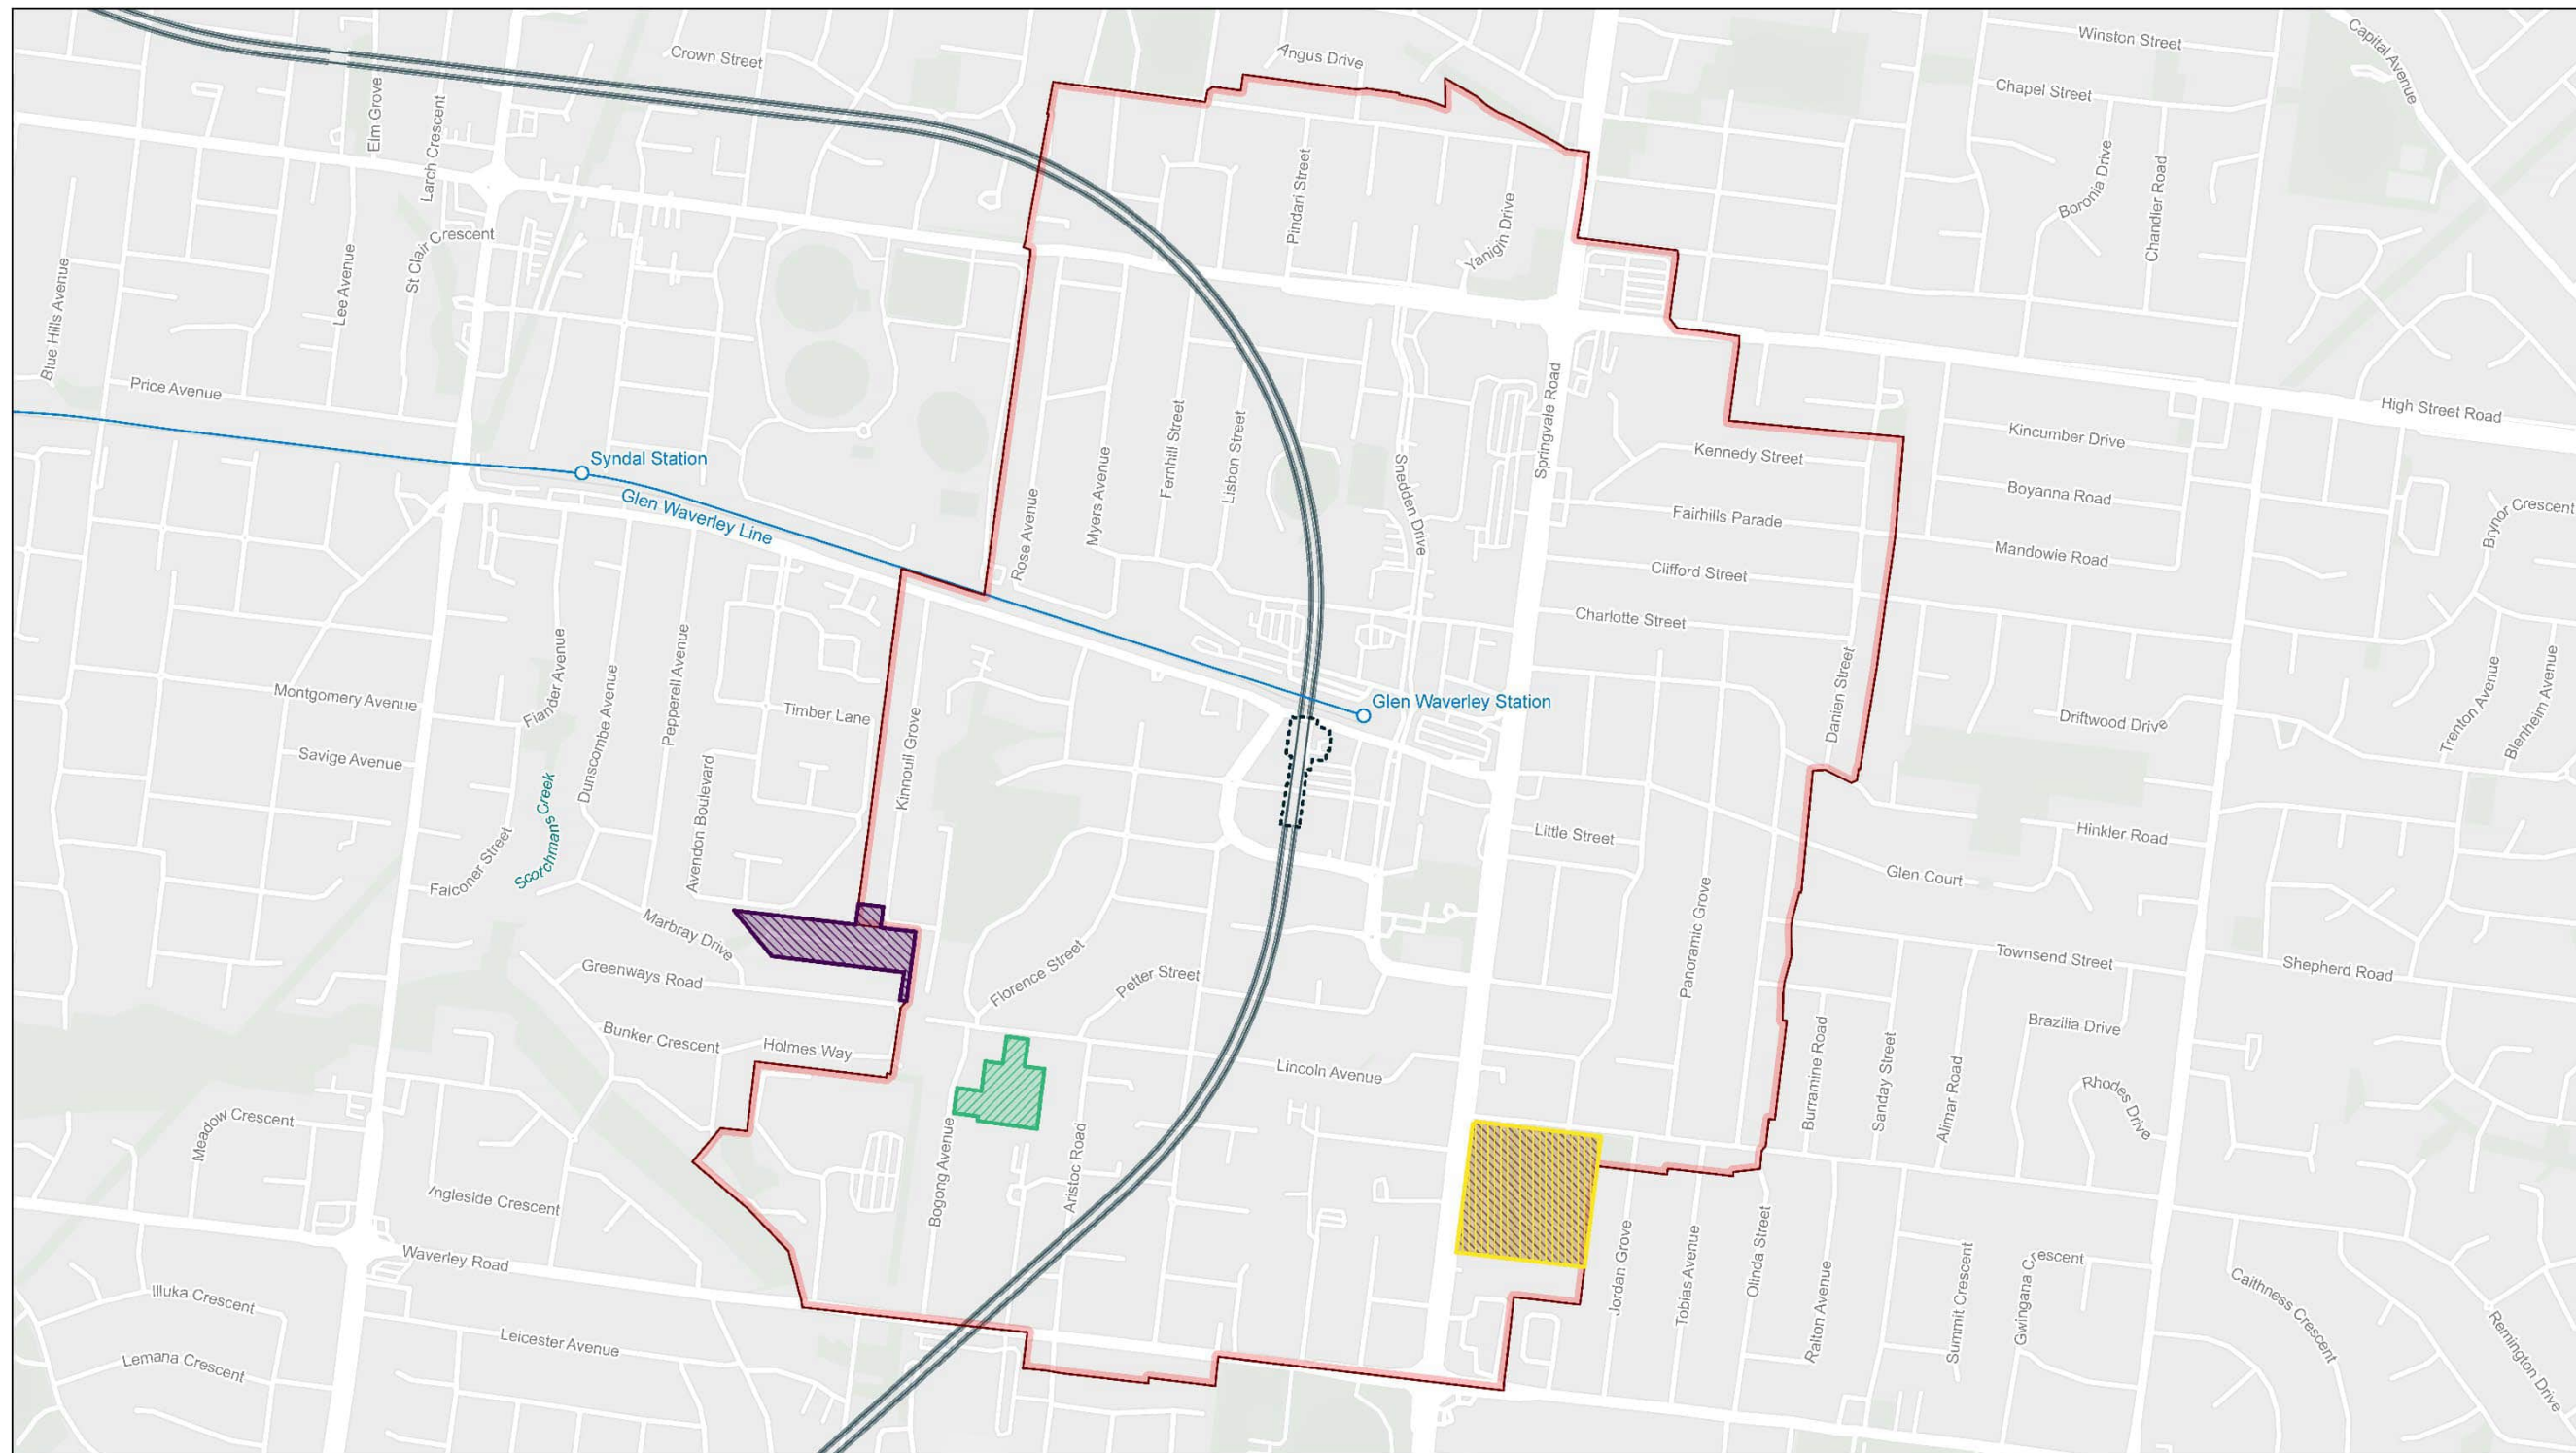 Crown Street
Angus Drive
Winston Street
Capital Avenue
Chapel Street
Elm Grove
Larch Crescent
Pindari Street
Yanigin Drive
Boronia Drive
Chandler Road
St Clair Crescent
Lee Avenue
Blue Hills Avenue
Price Avenue
High Street Road
Kincumber Drive
Springvale Road
Kennedy Street
Syndal Station
Glen Waverley Line
Fernhill Street
Lisbon Street
Myers Avenue
Rose Avenue
Snedden Drive
Boyanna Road
Brynor Crescent
Fairhills Parade
Mandowie Road
Clifford Street
Charlotte Street
Fiander Avenue
Dunscombe Avenue
Pepperell Avenue
Montgomery Avenue
Timber Lane
Kinnoull Grove
Glen Waverley Station
Danien Street
Driftwood Drive
Trenton Avenue
Blenheim Avenue
Savige Avenue
Avendon Boulevard
Scotchmans Creek
Falconer Street
Little Street
Hinkler Road
Glen Court
Panoramic Grove
Marbray Drive
Greenways Road
Florence Street
Petter Street
Townsend Street
Shepherd Road
Bunker Crescent
Holmes Way
Lincoln Avenue
Burramine Road
Sanday Street
Alimar Road
Brazilia Drive
Rhodes Drive
Meadow Crescent
Bogong Avenue
Aristoc Road
Ingleside Crescent
Waverley Road
Jordan Grove
Tobias Avenue
Olinda Street
Ralton Avenue
Summit Crescent
Gwingana Crescent
Caithness Crescent
Remington Drive
Illuka Crescent
Leicester Avenue
Lemana Crescent